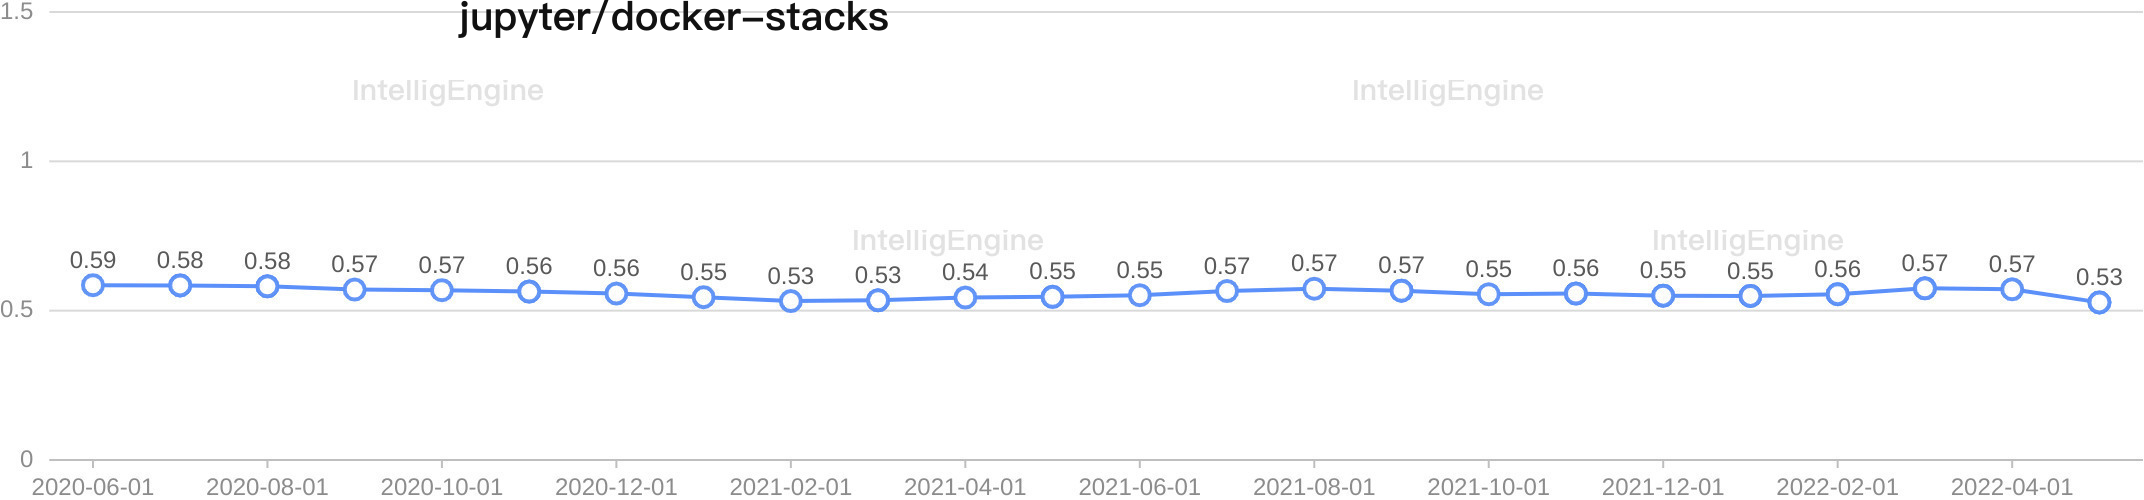 jupyter/docker-stacks
1.5
IntelligEngine IntelligEngine
1
IntelligEngine IntelligEngine
0.59 0.58 0.58 0.57 0.57 0.56 0.56 0.55 0.53 0.53 0.54 0.55 0.55 0.57 0.57 0.57 0.55 0.56 0.55 0.55 0.56 0.57 0.57 0.53
0.5
0
2020-06-01 2020-08-01 2020-10-01 2020-12-01 2021-02-01 2021-04-01 2021-06-01 2021-08-01 2021-10-01 2021-12-01 2022-02-01 2022-04-01